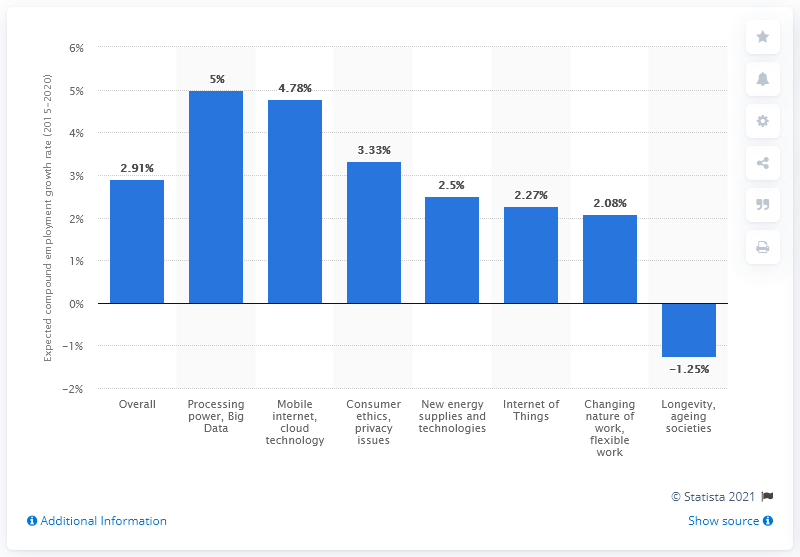 6%
5%
4%
3%
2%
1%
0%
−1%
−2%
Expected compound employment growth rate (2015–2020)
2.91%
5%
4.78%
3.33%
2.5%
2.27%
2.08%
−1.25%
Overall
Processing
power, Big
Data
Mobile
internet,
cloud
technology
Consumer
ethics,
privacy
issues
New energy
supplies and
technologies
Internet of
Things
Changing
nature of
work,
flexible
work
Longevity,
ageing
societies
© Statista 2021
Additional Information
Show source